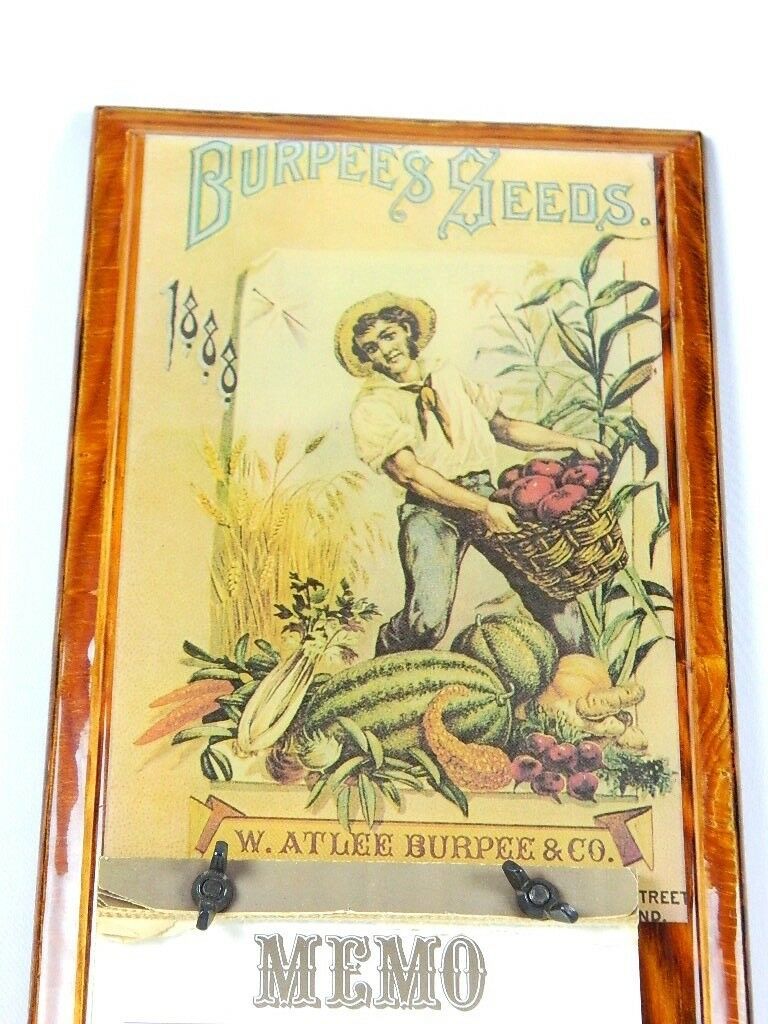 BURPEE'S SEEDS.
1888
W. ATLEE BURPEE & CO.
TREET
ND.
MEMO